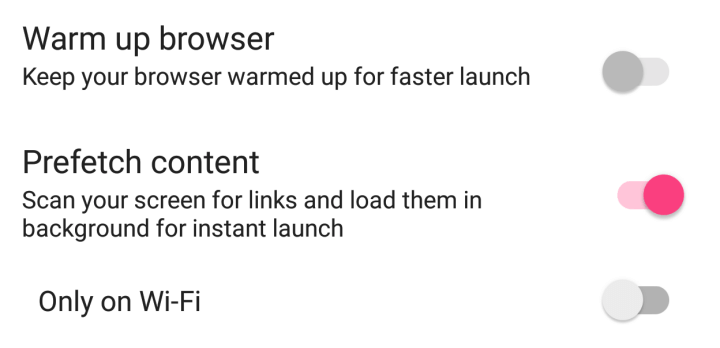 Warm up browser
Keep your browser warmed up for faster launch
Prefetch content
Scan your screen for links and load them in
background for instant launch
Only on Wi-Fi